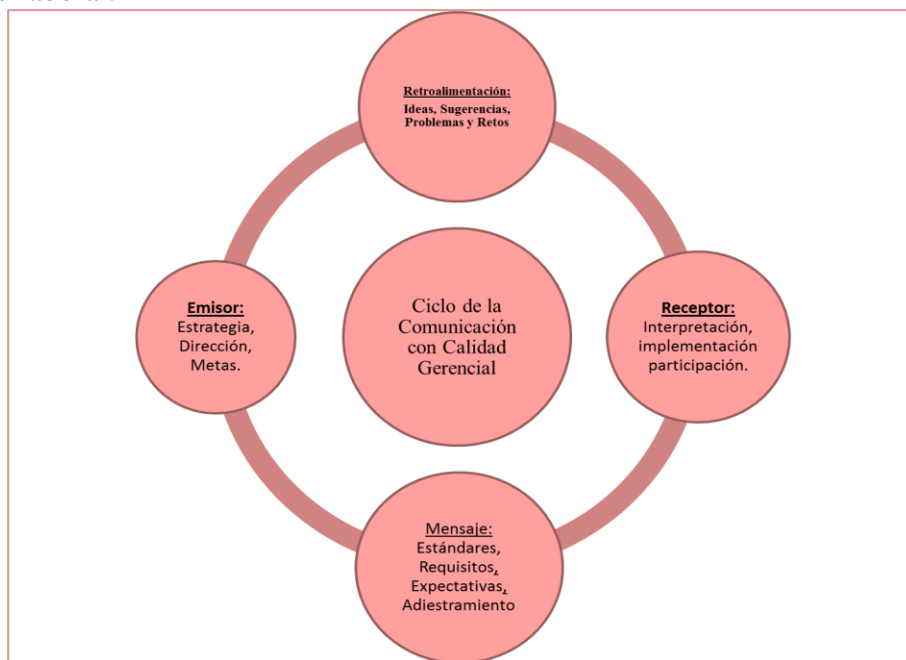 Retroalimentación:
Ideas, Sugerencias,
Problemas y Retos
Emisor:
Estrategia,
Dirección,
Metas.
Ciclo de la
Comunicación
con Calidad
Gerencial
Receptor:
Interpretación,
implementación
participación.
Mensaje:
Estándares,
Requisitos,
Expectativas,
Adiestramiento